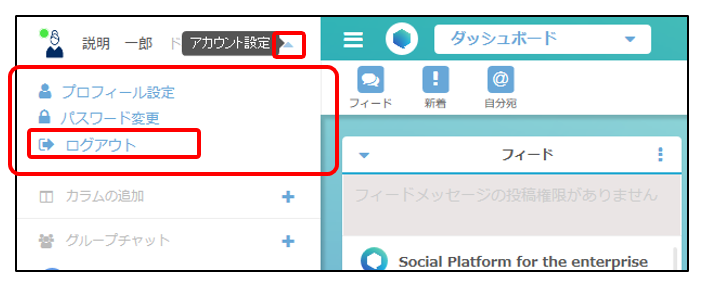 説明 一郎 ド
アカウント設定
プロフィール設定
パスワード変更
ログアウト
カラムの追加
グループチャット
ダッシュボード
フィード 新着 自分宛
フィード
フィードメッセージの投稿権限がありません
Social Platform for the enterprise